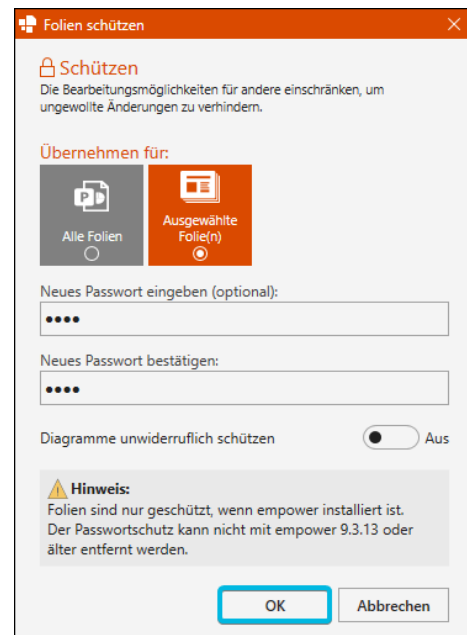 Folien schützen
Schützen
Die Bearbeitungsmöglichkeiten für andere einschränken, um
ungewollte Änderungen zu verhindern.
Übernehmen für:
Alle Folien
Ausgewählte
Folie(n)
Neues Passwort eingeben (optional):
••••
Neues Passwort bestätigen:
••••
Diagramme unwiderruflich schützen
Aus
Hinweis:
Folien sind nur geschützt, wenn empower installiert ist.
Der Passwortschutz kann nicht mit empower 9.3.13 oder
älter entfernt werden.
OK
Abbrechen